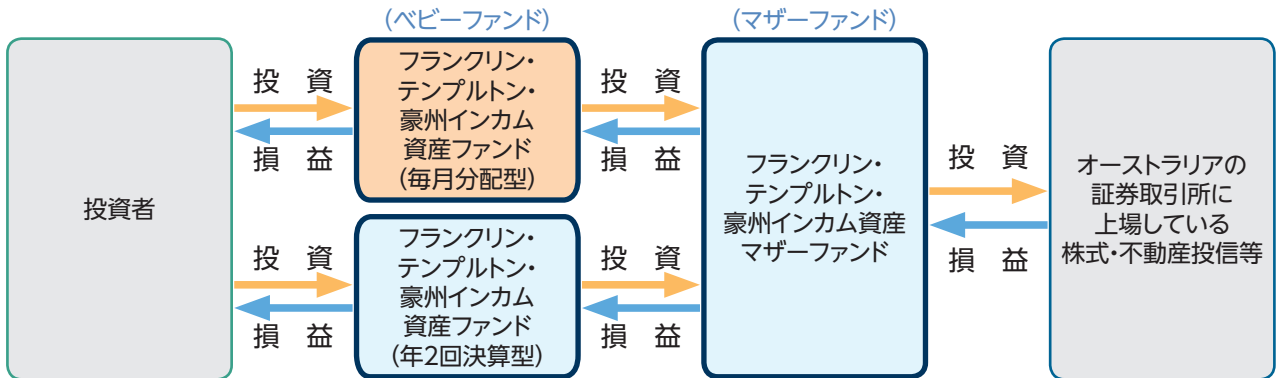 (ベビーファンド)
(マザーファンド)
投資者
投 資
損 益
フランクリン・
テンプルトン・
豪州インカム
資産ファンド
(毎月分配型)
投 資
損 益
投 資
損 益
フランクリン・
テンプルトン・
豪州インカム
資産ファンド
(年2回決算型)
投 資
損 益
フランクリン・
テンプルトン・
豪州インカム資産
マザーファンド
投 資
損 益
オーストラリアの
証券取引所に
上場している
株式・不動産投信等